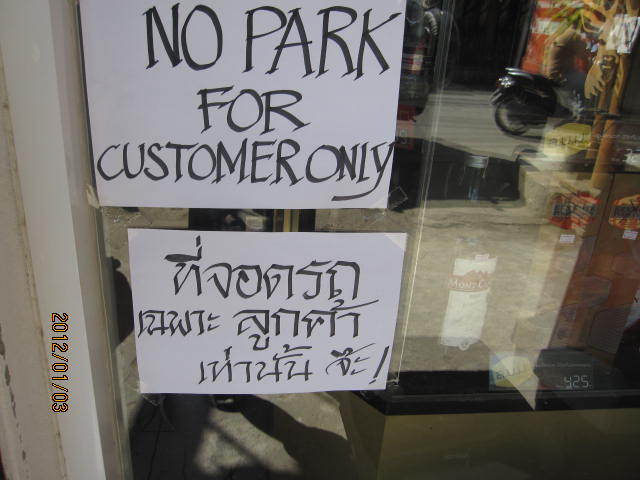 NO PARK
FOR
CUSTOMER ONLY
ที่จอดรถ
เฉพาะ ลูกค้า
เท่านั้น จ๊ะ!
425
2012/01/03